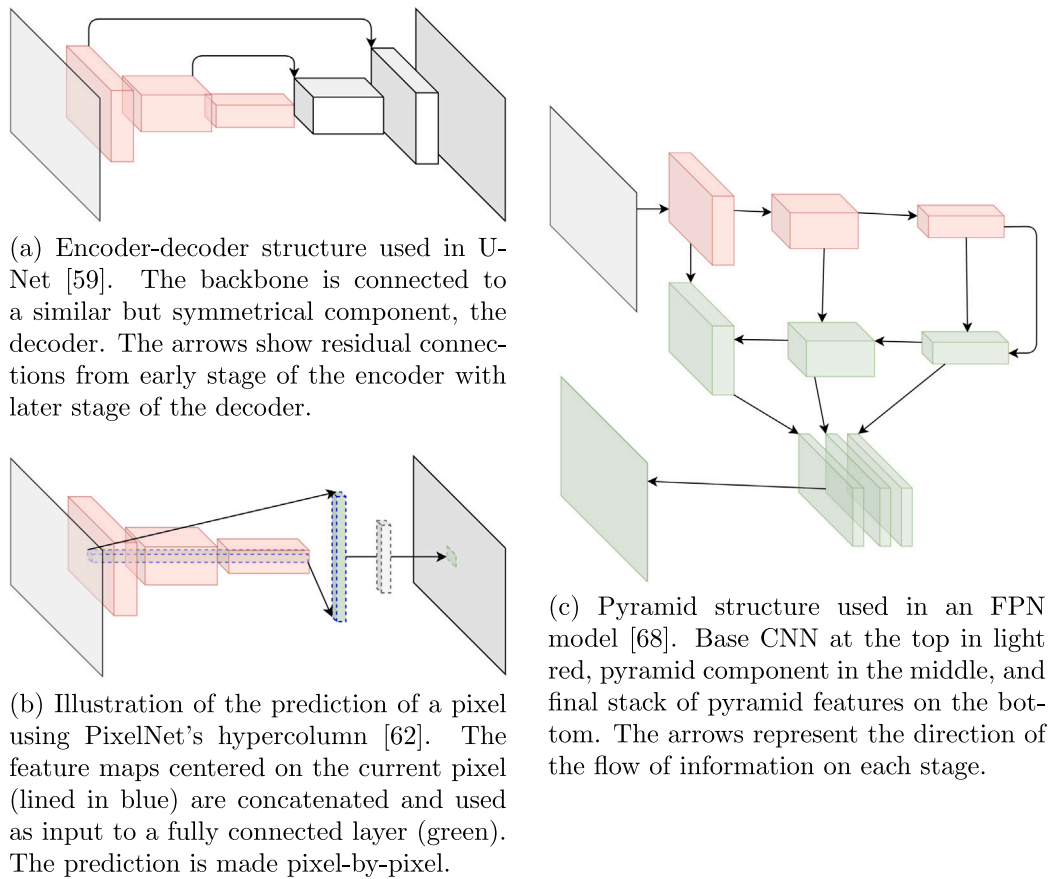 (a) Encoder-decoder structure used in U-
Net [59]. The backbone is connected to
a similar but symmetrical component, the
decoder. The arrows show residual connec-
tions from early stage of the encoder with
later stage of the decoder.
(b) Illustration of the prediction of a pixel
using PixelNet's hypercolumn [62]. The
feature maps centered on the current pixel
(lined in blue) are concatenated and used
as input to a fully connected layer (green).
The prediction is made pixel-by-pixel.
(c) Pyramid structure used in an FPN
model [68]. Base CNN at the top in light
red, pyramid component in the middle, and
final stack of pyramid features on the bot-
tom. The arrows represent the direction of
the flow of information on each stage.